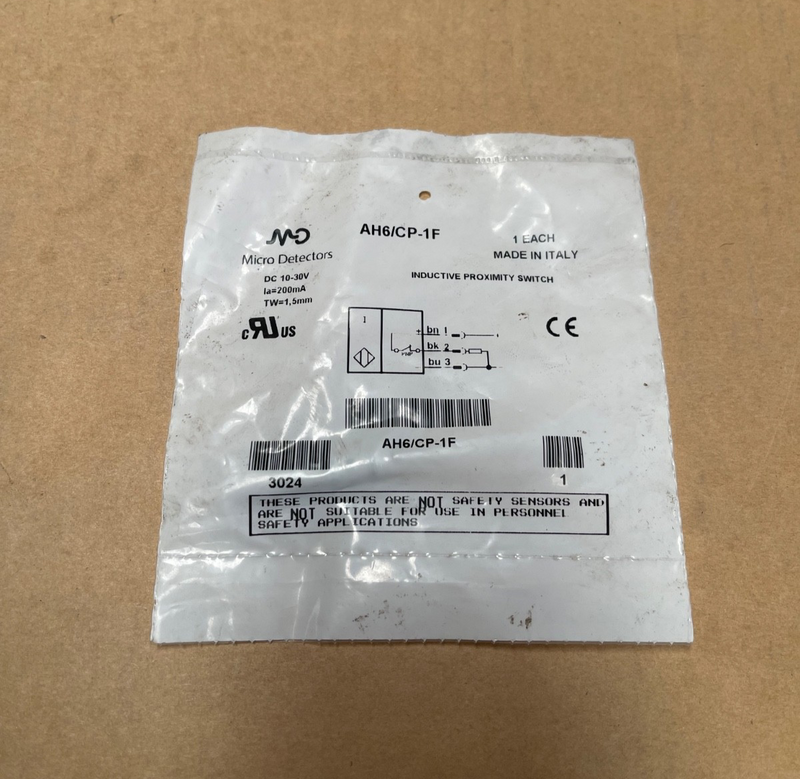 MD
Micro Detectors
DC 10-30V
Ia=200mA
TW=1,5mm
c RU US
AH6/CP-1F
1 EACH
MADE IN ITALY
INDUCTIVE PROXIMITY SWITCH
CE
1
+ bn 1
PNP bk 2
- bu 3
AH6/CP-1F
3024
1
THESE PRODUCTS ARE NOT SAFETY SENSORS AND
ARE NOT SUITABLE FOR USE IN PERSONNEL
SAFETY APPLICATIONS